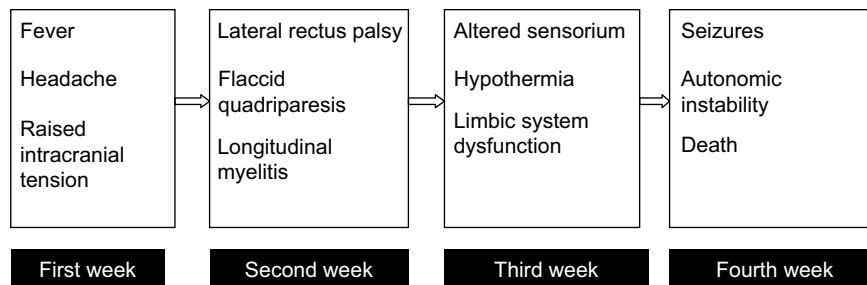 Fever
Headache
Raised
intracranial
tension
Lateral rectus palsy
Flaccid
quadriparesis
Longitudinal
myelitis
Altered sensorium
Hypothermia
Limbic system
dysfunction
Seizures
Autonomic
instability
Death
First week
Second week
Third week
Fourth week